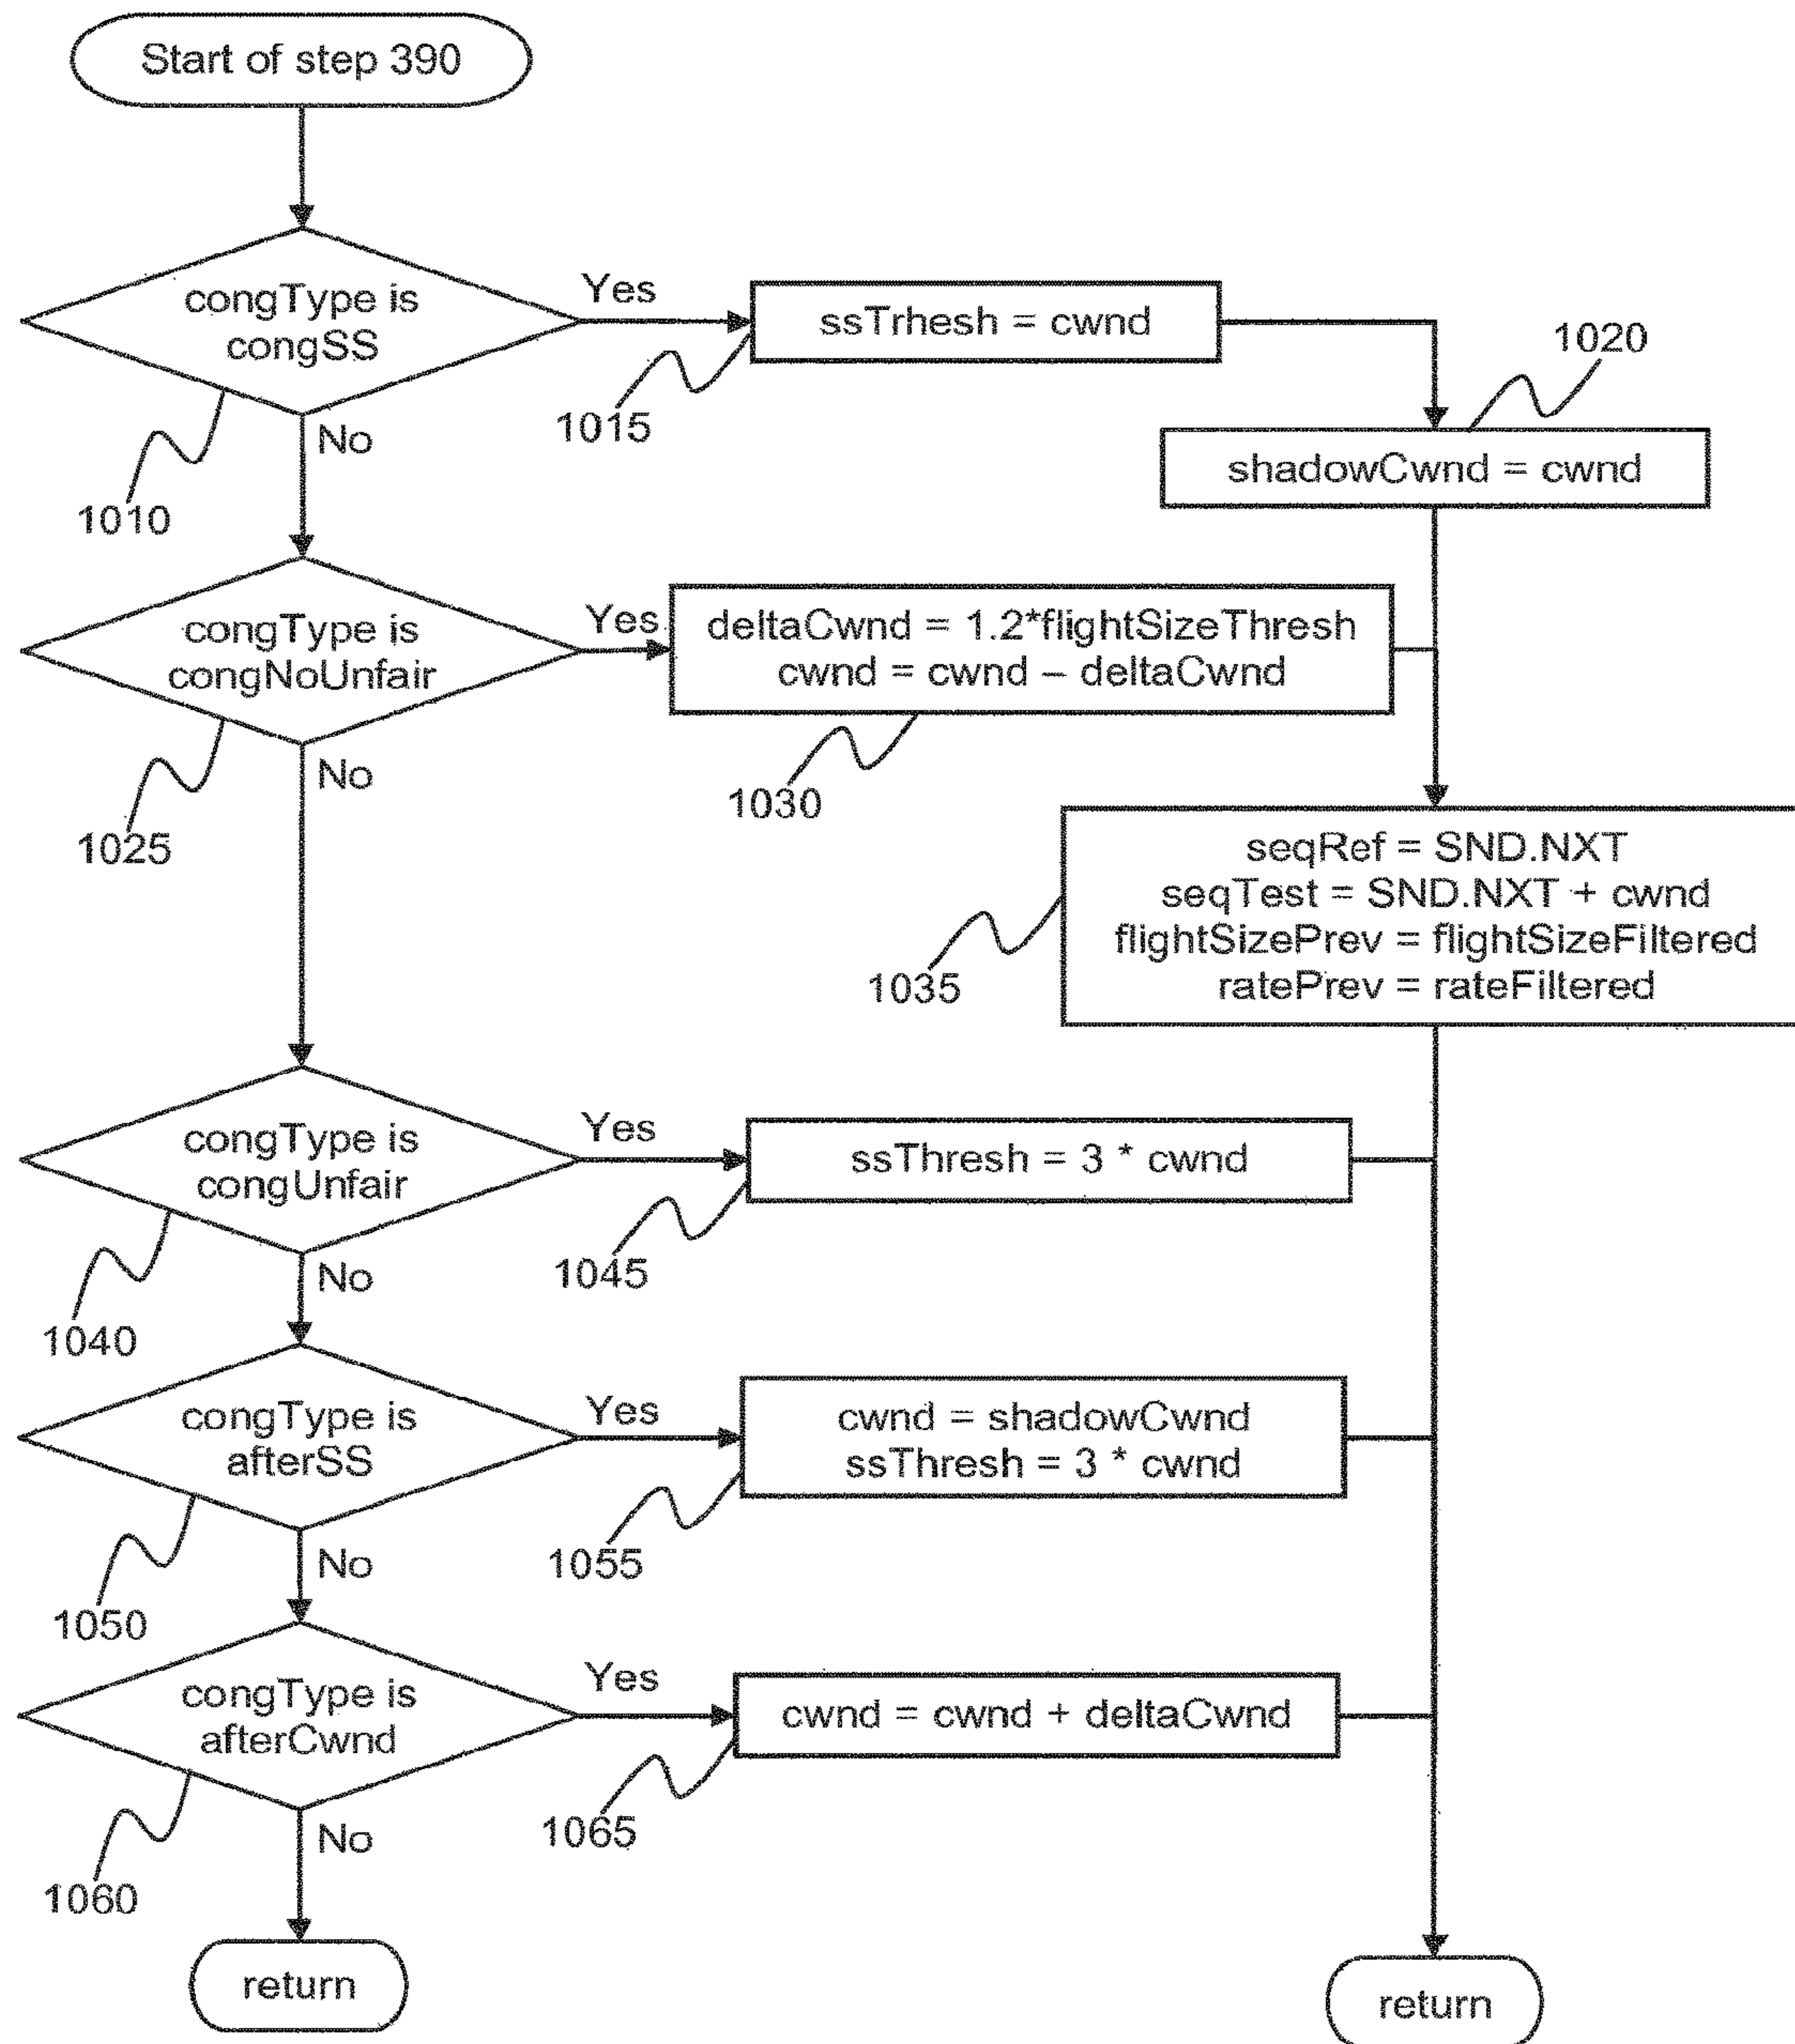 Start of step 390
congType is
congSS
Yes
ssTrhesh = cwnd
1020
1015
No
1010
shadowCwnd = cwnd
congType is
congNoUnfair
Yes
deltaCwnd = 1.2*flightSizeThresh
cwnd = cwnd – deltaCwnd
No
1025
1030
seqRef = SND.NXT
seqTest = SND.NXT + cwnd
flightSizePrev = flightSizeFiltered
ratePrev = rateFiltered
1035
congType is
congUnfair
Yes
ssThresh = 3 * cwnd
No
1045
1040
congType is
afterSS
Yes
cwnd = shadowCwnd
ssThresh = 3 * cwnd
No
1055
1050
congType is
afterCwnd
Yes
cwnd = cwnd + deltaCwnd
No
1065
1060
return
return